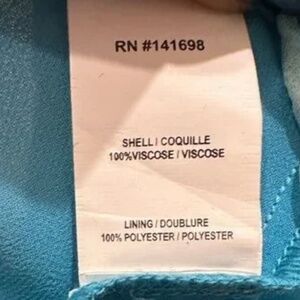 RN #141698
SHELL / COQUILLE
100%VISCOSE / VISCOSE
LINING / DOUBLURE
100% POLYESTER / POLYESTER